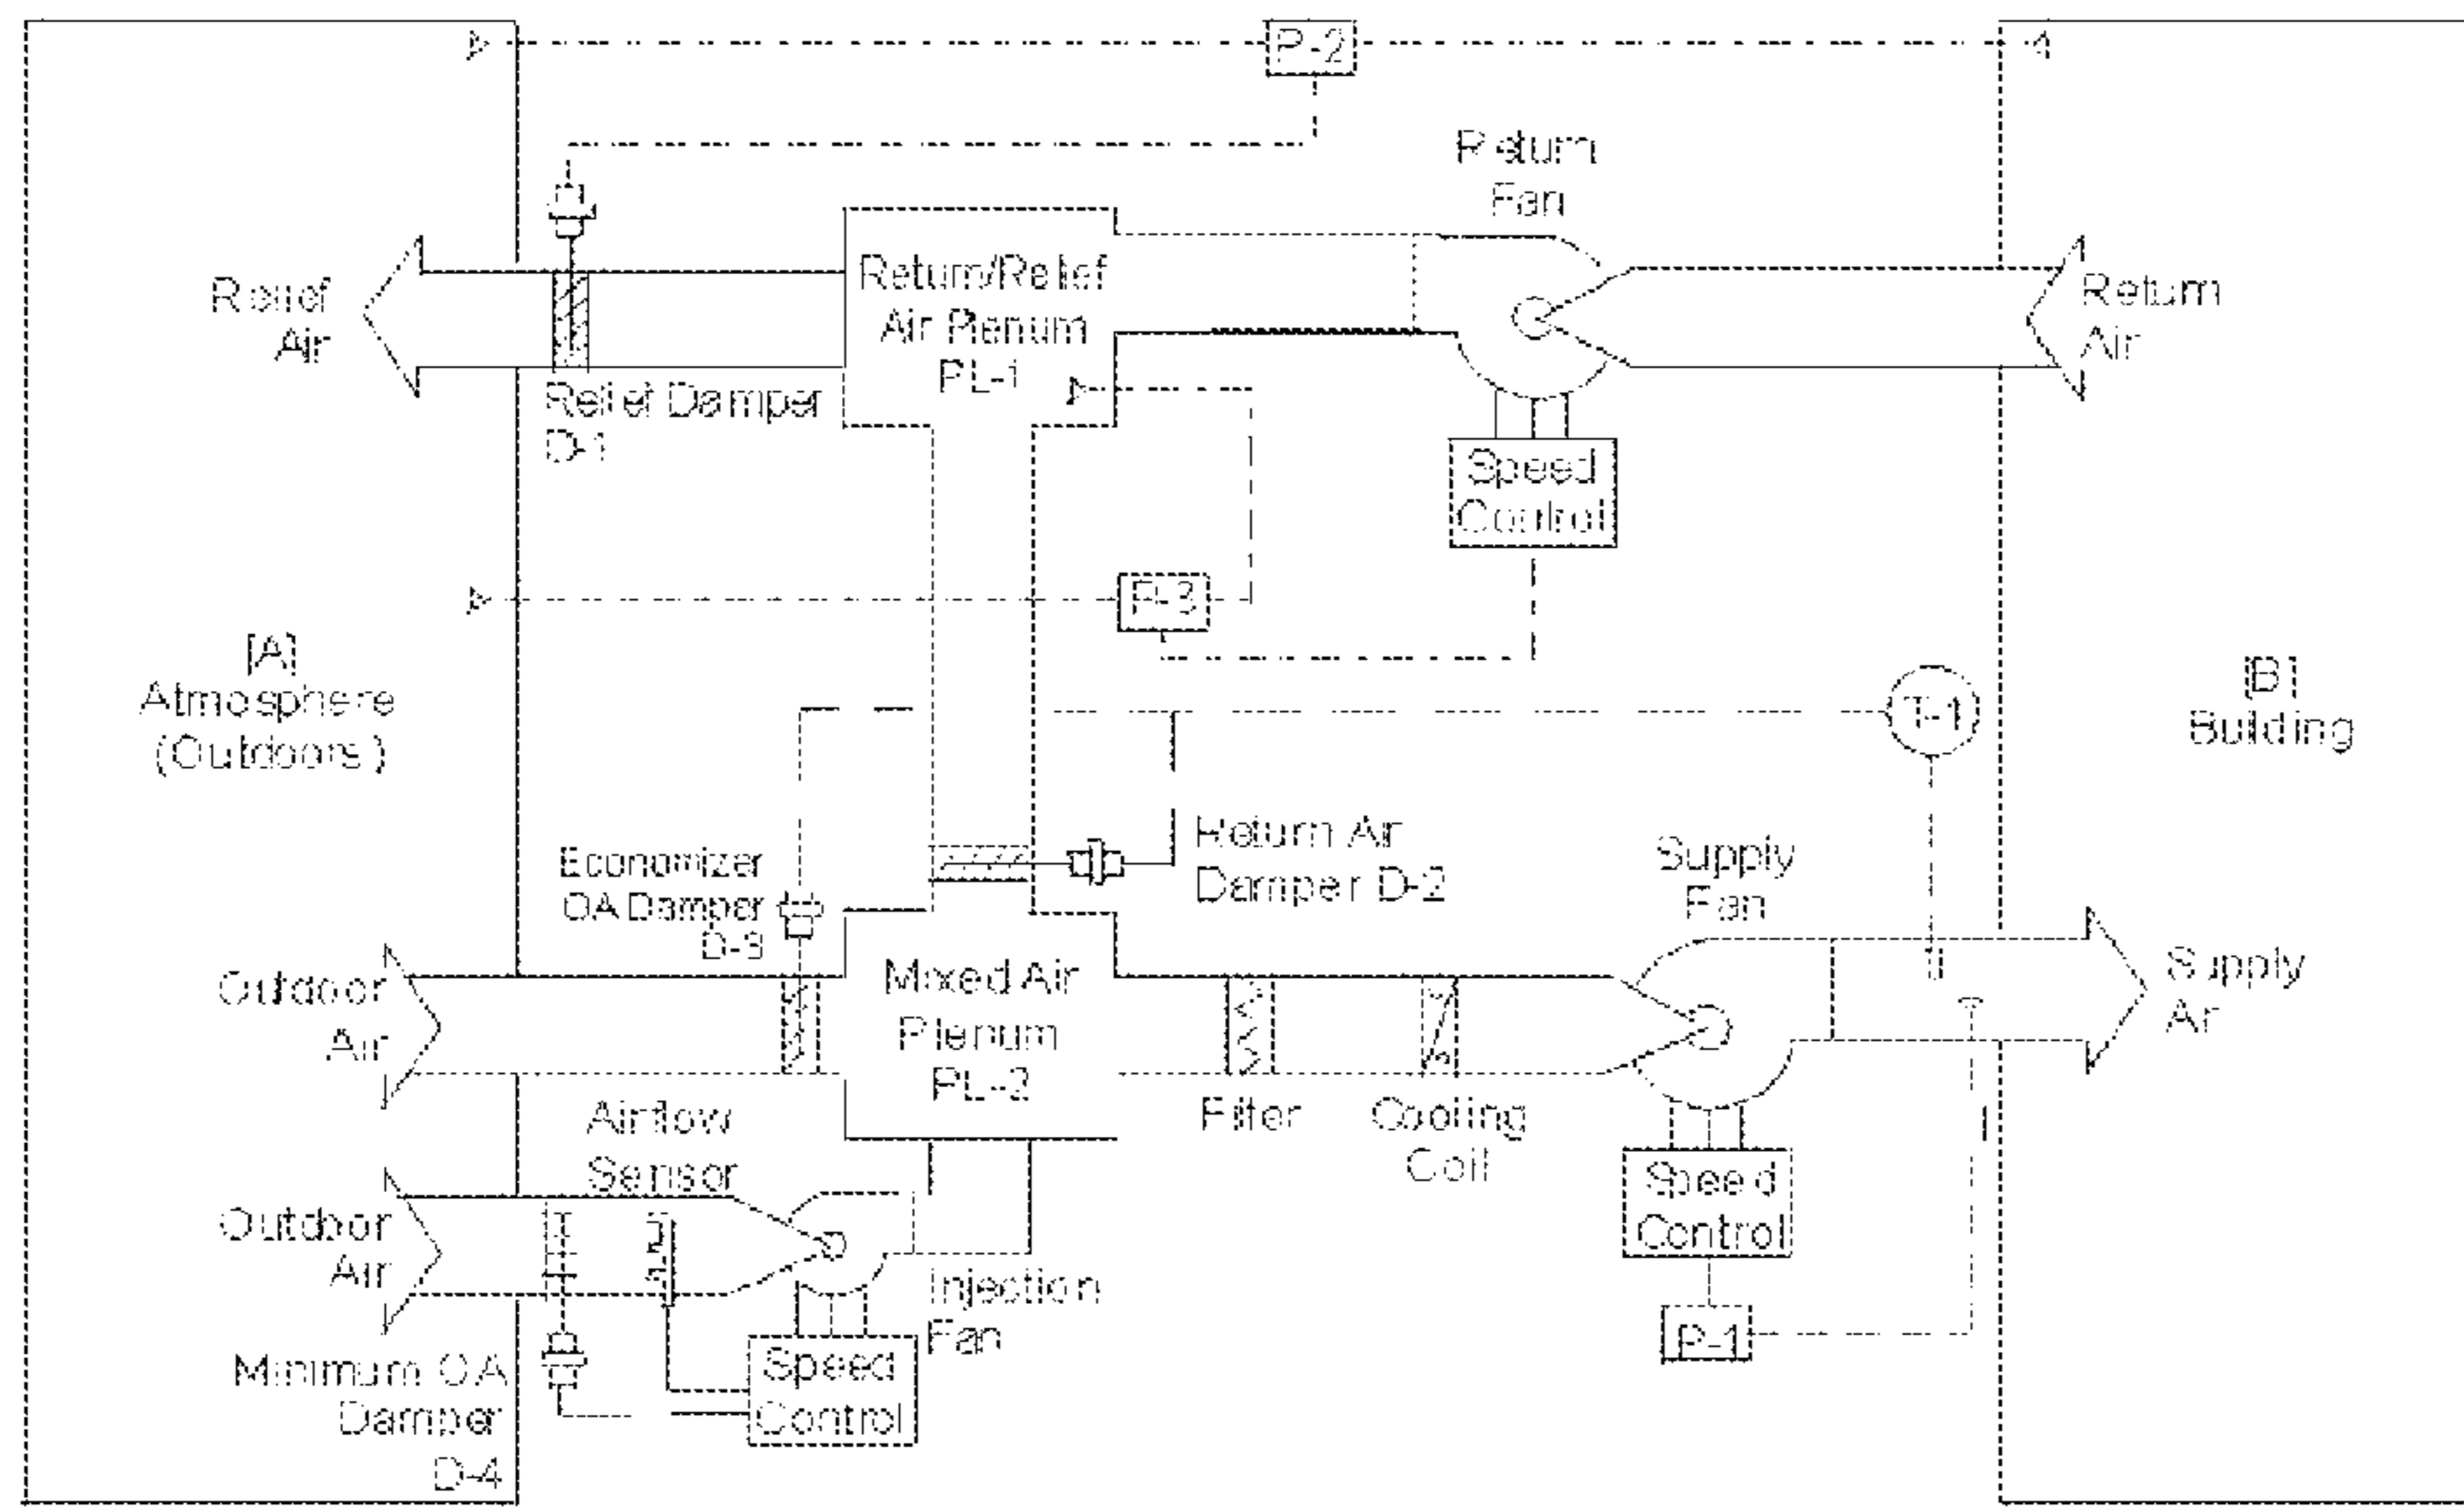 P-2
Return
Fan
Relief
Air
Return/Relief
Air Plenum
PL-1
Return
Air
Relief Damper
D-1
Speed
Control
P-3
[A]
Atmosphere
(Outdoors)
T-1
[B]
Building
Economizer
OA Damper
D-3
Return Air
Damper D-2
Supply
Fan
Outdoor
Air
Mixed Air
Plenum
PL-2
Supply
Air
Airflow
Sensor
Filter
Cooling
Coil
Outdoor
Air
Speed
Control
Injection
Fan
Minimum OA
Damper
D-4
Speed
Control
P-1